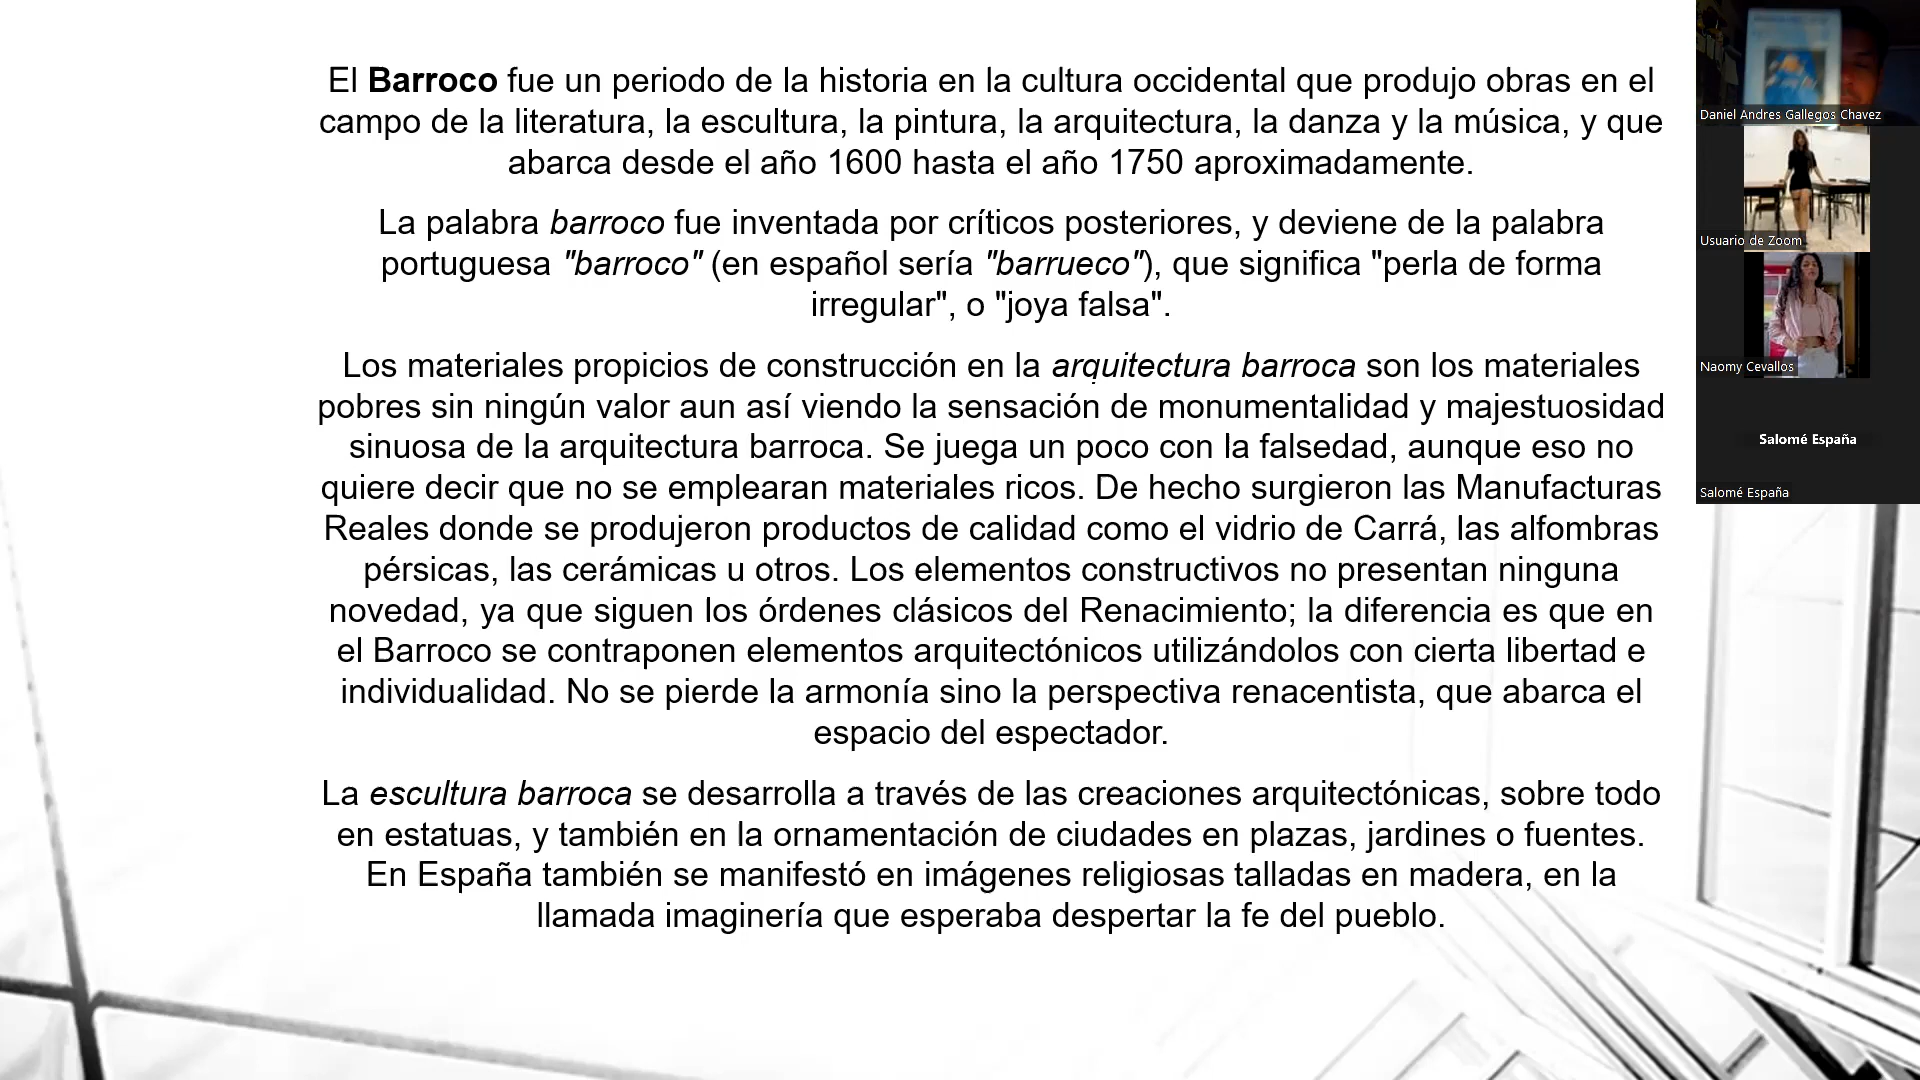 El Barroco fue un periodo de la historia en la cultura occidental que produjo obras en el
campo de la literatura, la escultura, la pintura, la arquitectura, la danza y la música, y que
abarca desde el año 1600 hasta el año 1750 aproximadamente.
La palabra barroco fue inventada por críticos posteriores, y deviene de la palabra
portuguesa "barroco" (en español sería "barrueco"), que significa "perla de forma
irregular", o "joya falsa".
Los materiales propicios de construcción en la arquitectura barroca son los materiales
pobres sin ningún valor aun así viendo la sensación de monumentalidad y majestuosidad
sinuosa de la arquitectura barroca. Se juega un poco con la falsedad, aunque eso no
quiere decir que no se emplearan materiales ricos. De hecho surgieron las Manufacturas
Reales donde se produjeron productos de calidad como el vidrio de Carrá, las alfombras
pérsicas, las cerámicas u otros. Los elementos constructivos no presentan ninguna
novedad, ya que siguen los órdenes clásicos del Renacimiento; la diferencia es que en
el Barroco se contraponen elementos arquitectónicos utilizándolos con cierta libertad e
individualidad. No se pierde la armonía sino la perspectiva renacentista, que abarca el
espacio del espectador.
La escultura barroca se desarrolla a través de las creaciones arquitectónicas, sobre todo
en estatuas, y también en la ornamentación de ciudades en plazas, jardines o fuentes.
En España también se manifestó en imágenes religiosas talladas en madera, en la
llamada imaginería que esperaba despertar la fe del pueblo.
Daniel Andres Gallegos Chavez
Usuario de Zoom
Naomy Cevallos
Salomé España
Salomé España